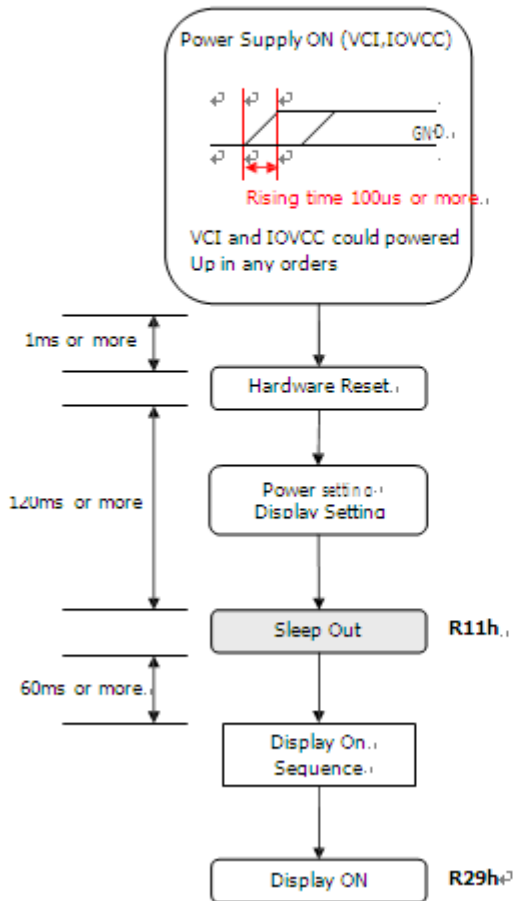 Power Supply ON (VCI,IOVCC)
GND
Rising time 100us or more
VCI and IOVCC could powered
Up in any orders
1ms or more
Hardware Reset
120ms or more
Power setting
Display Setting
Sleep Out
R11h
60ms or more
Display On
Sequence
Display ON
R29h